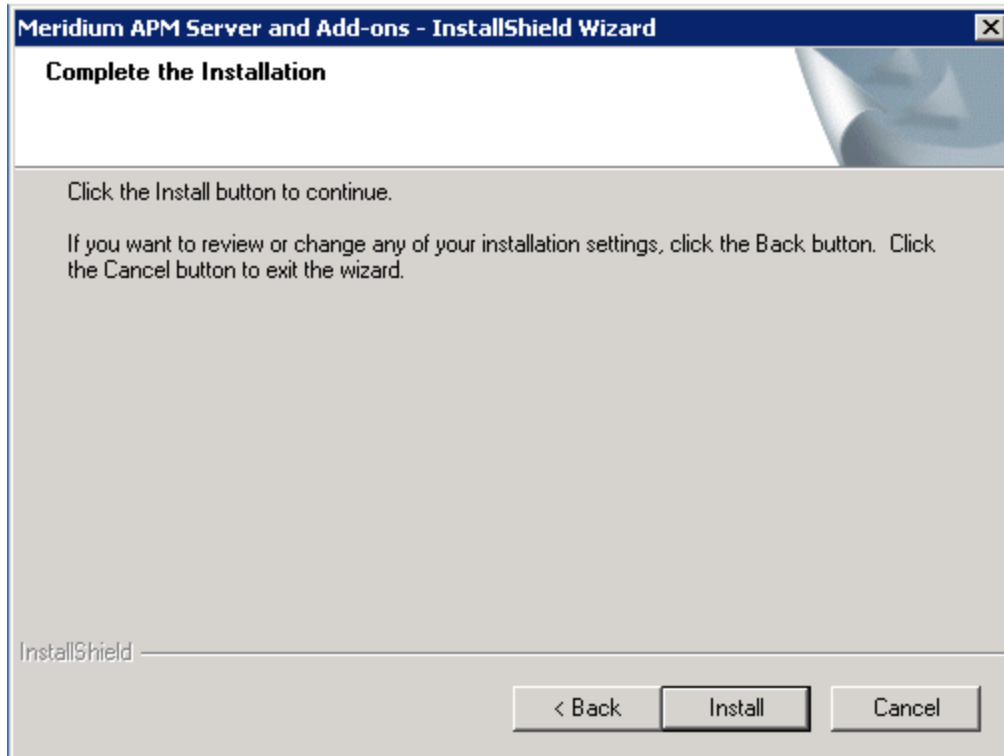 Meridium APM Server and Add-ons - InstallShield Wizard
Complete the Installation
Click the Install button to continue.
If you want to review or change any of your installation settings, click the Back button.  Click
the Cancel button to exit the wizard.
InstallShield
< Back
Install
Cancel